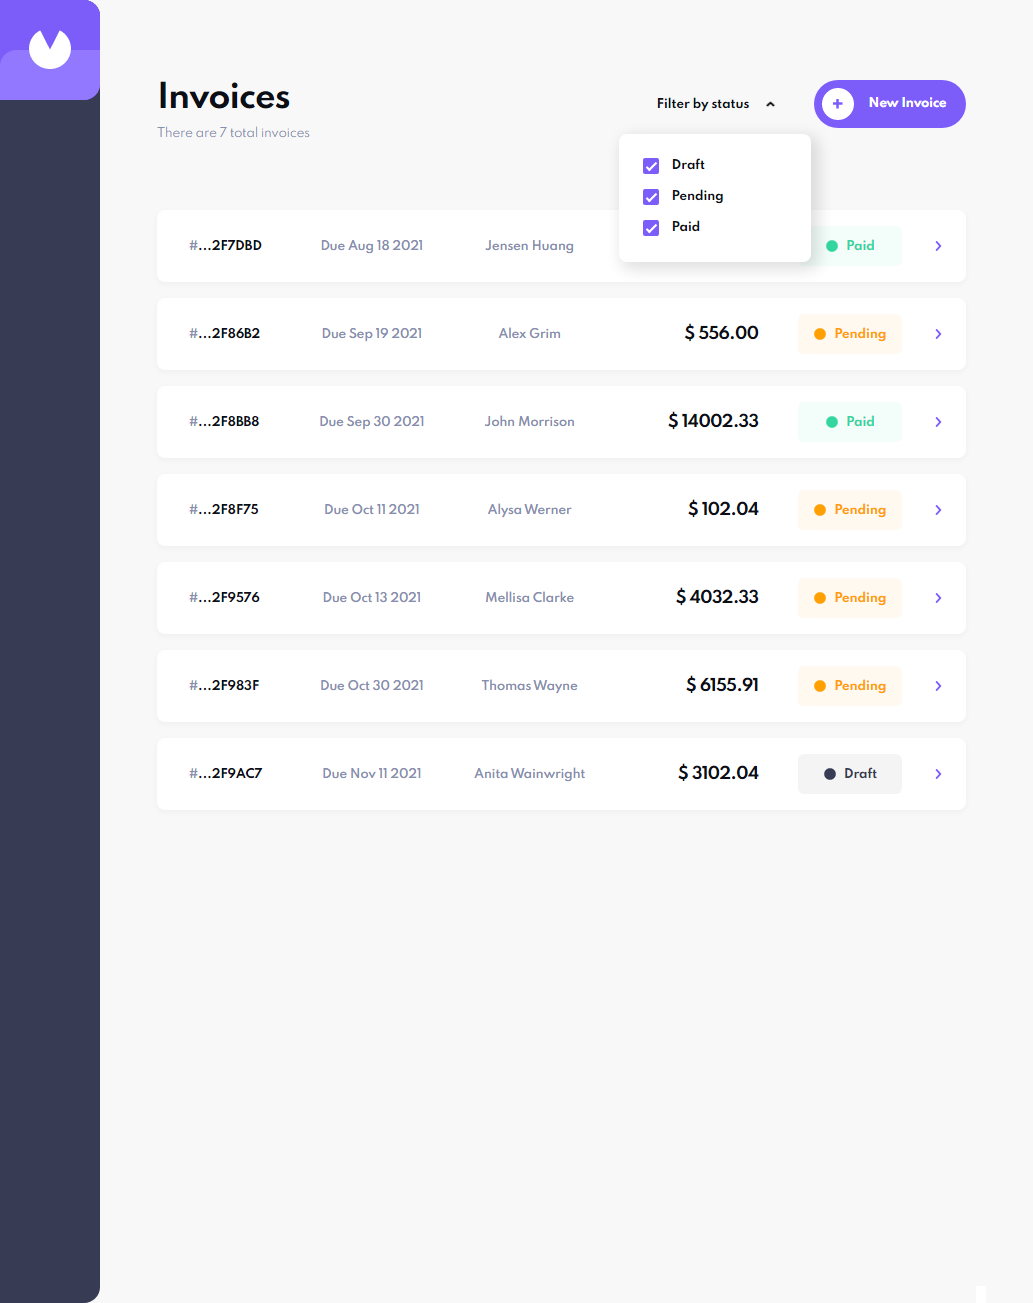 Invoices
There are 7 total invoices
Filter by status
New Invoice
Draft
Pending
Paid
#...2F7DBD Due Aug 18 2021 Jensen Huang Paid
#...2F86B2 Due Sep 19 2021 Alex Grim $ 556.00 Pending
#...2F8BB8 Due Sep 30 2021 John Morrison $ 14002.33 Paid
#...2F8F75 Due Oct 11 2021 Alysa Werner $ 102.04 Pending
#...2F9576 Due Oct 13 2021 Mellisa Clarke $ 4032.33 Pending
#...2F983F Due Oct 30 2021 Thomas Wayne $ 6155.91 Pending
#...2F9AC7 Due Nov 11 2021 Anita Wainwright $ 3102.04 Draft